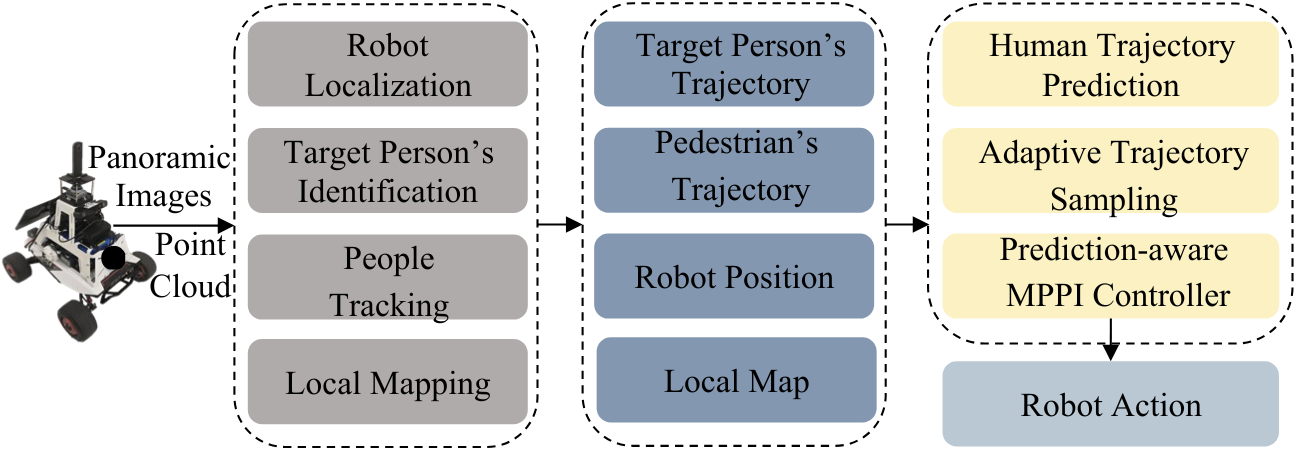 Panoramic
Images
Point
Cloud
Robot
Localization
Target Person's
Identification
People
Tracking
Local Mapping
Target Person's
Trajectory
Pedestrian's
Trajectory
Robot Position
Local Map
Human Trajectory
Prediction
Adaptive Trajectory
Sampling
Prediction-aware
MPPI Controller
Robot Action